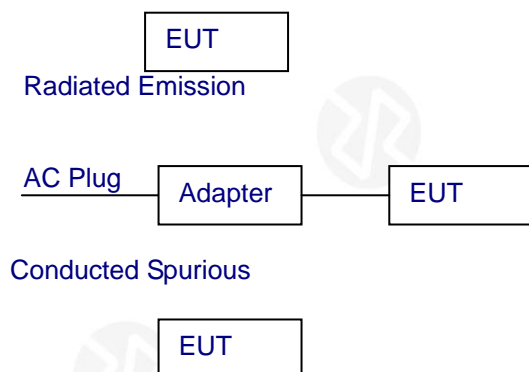 EUT
Radiated Emission
AC Plug
Adapter
EUT
Conducted Spurious
EUT